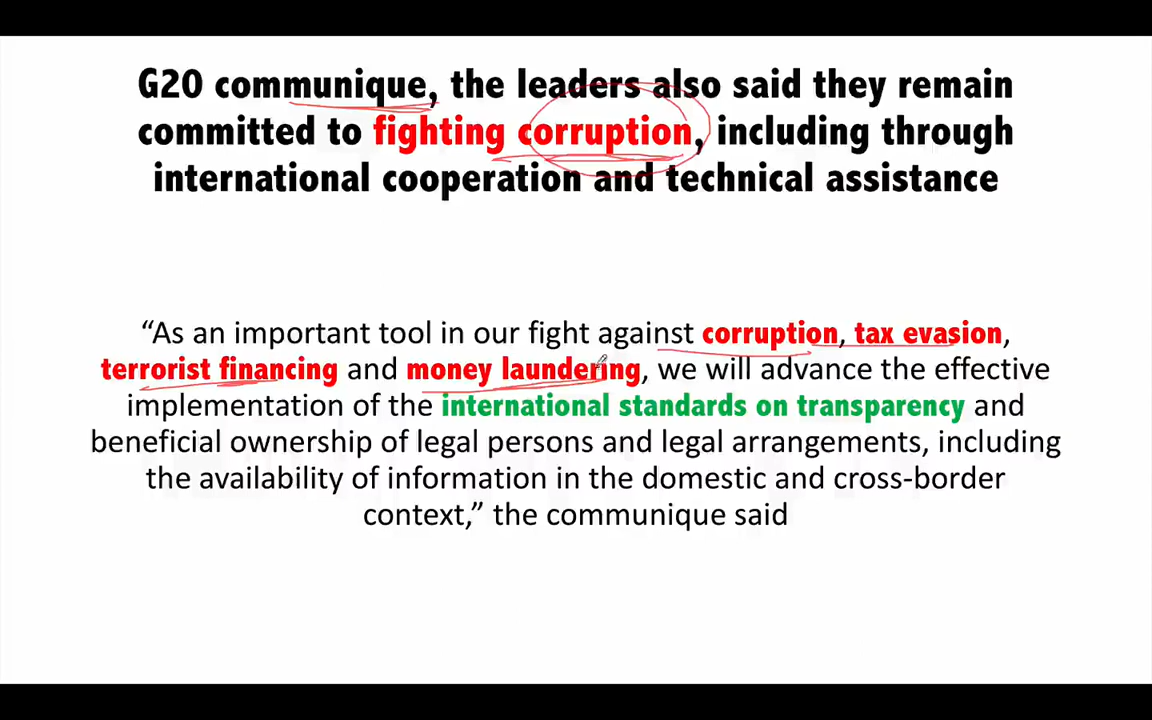 G20 communique, the leaders also said they remain
committed to fighting corruption, including through
international cooperation and technical assistance
“As an important tool in our fight against corruption, tax evasion,
terrorist financing and money laundering, we will advance the effective
implementation of the international standards on transparency and
beneficial ownership of legal persons and legal arrangements, including
the availability of information in the domestic and cross-border
context,” the communique said